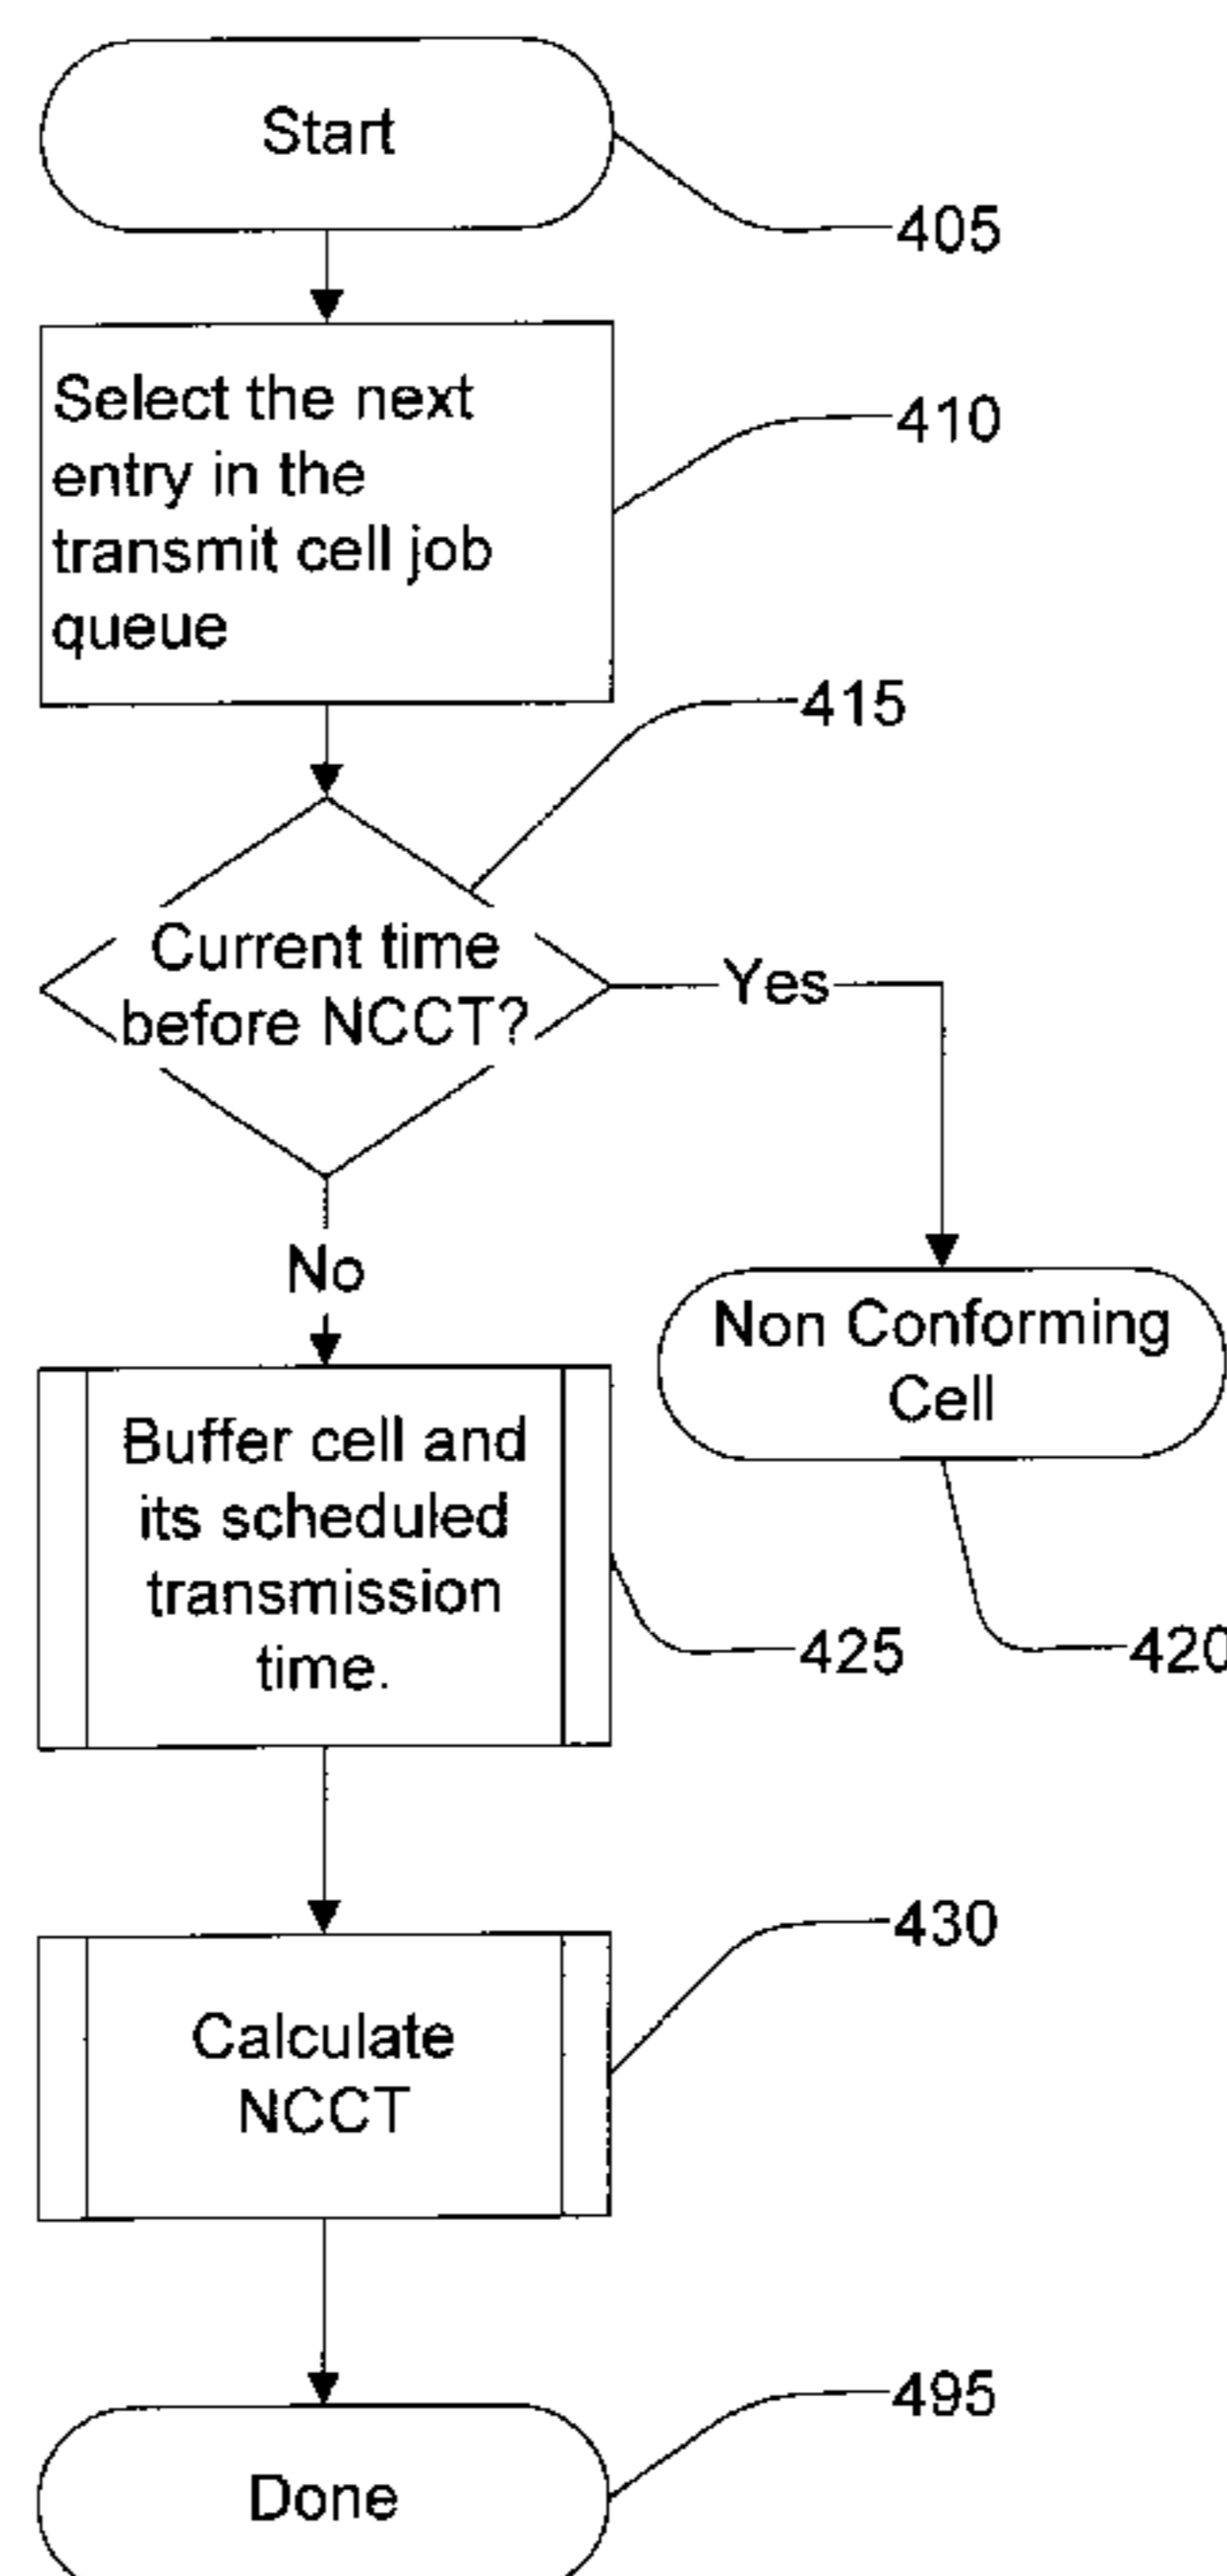 Start
405
Select the next
entry in the
transmit cell job
queue
410
415
Current time
before NCCT?
Yes
No
Non Conforming
Cell
Buffer cell and
its scheduled
transmission
time.
425
420
430
Calculate
NCCT
495
Done